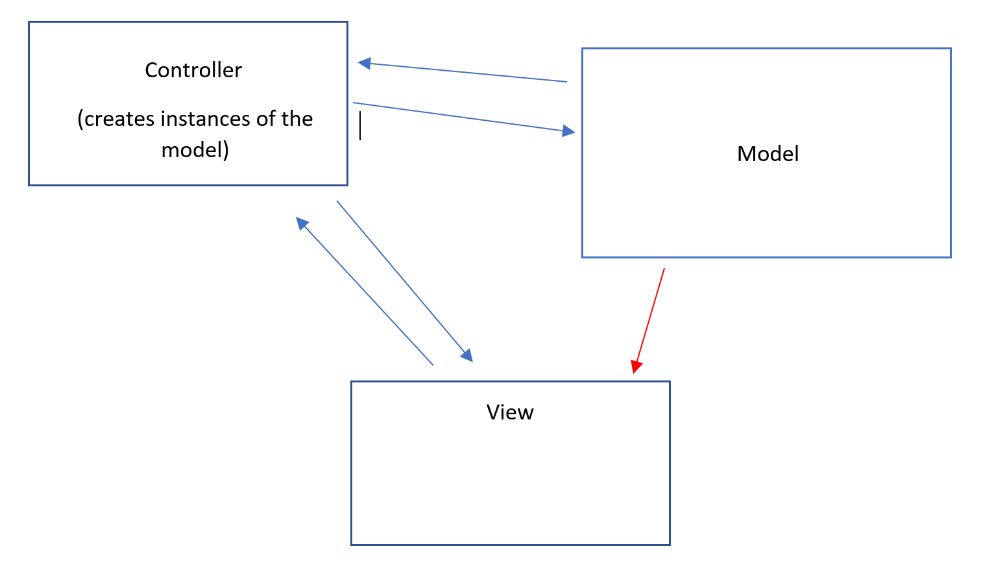 Controller
(creates instances of the
model)
Model
View